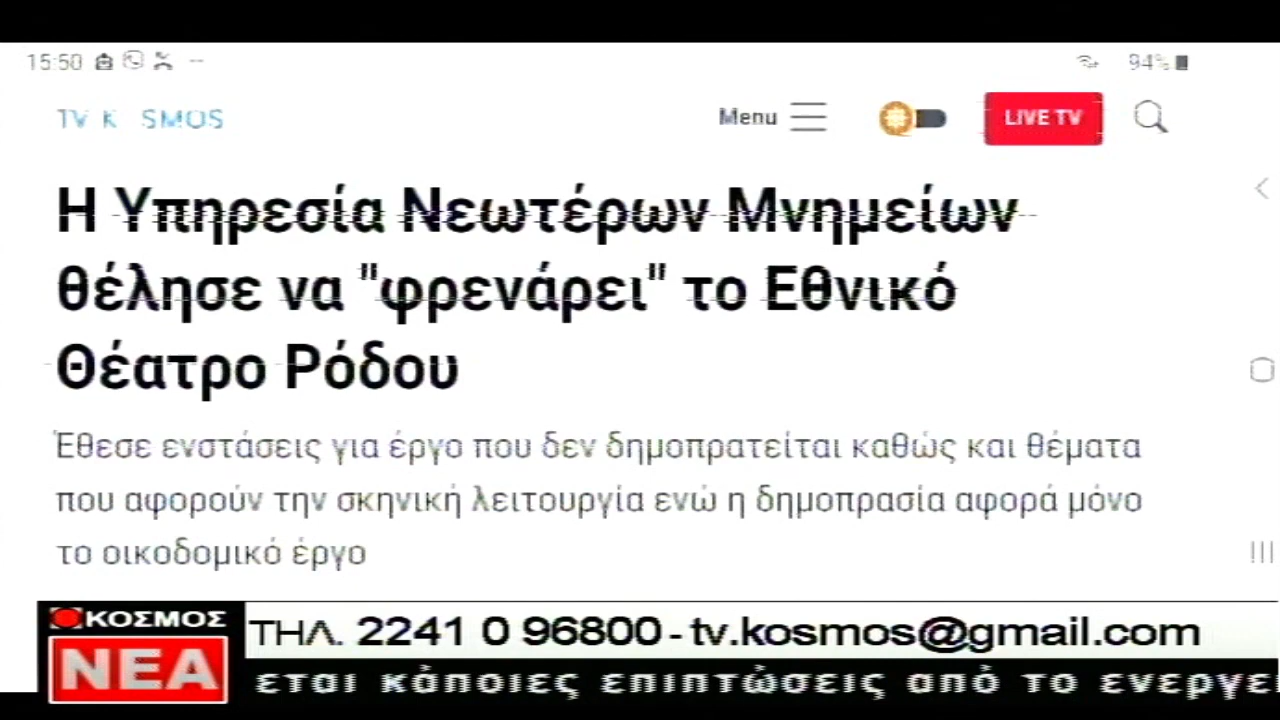 15:50
94%
TV K SMOS
Menu
LIVE TV
Η Υπηρεσία Νεωτέρων Μνημείων
θέλησε να "φρενάρει" το Εθνικό
Θέατρο Ρόδου
Έθεσε ενστάσεις για έργο που δεν δημοπρατείται καθώς και θέματα
που αφορούν την σκηνική λειτουργία ενώ η δημοπρασία αφορά μόνο
το οικοδομικό έργο
ΚΟΣΜΟΣ
ΝΕΑ
ΤΗΛ. 2241 0 96800 - tv.kosmos@gmail.com
εται κάποιες επιπτώσεις από το ενεργε